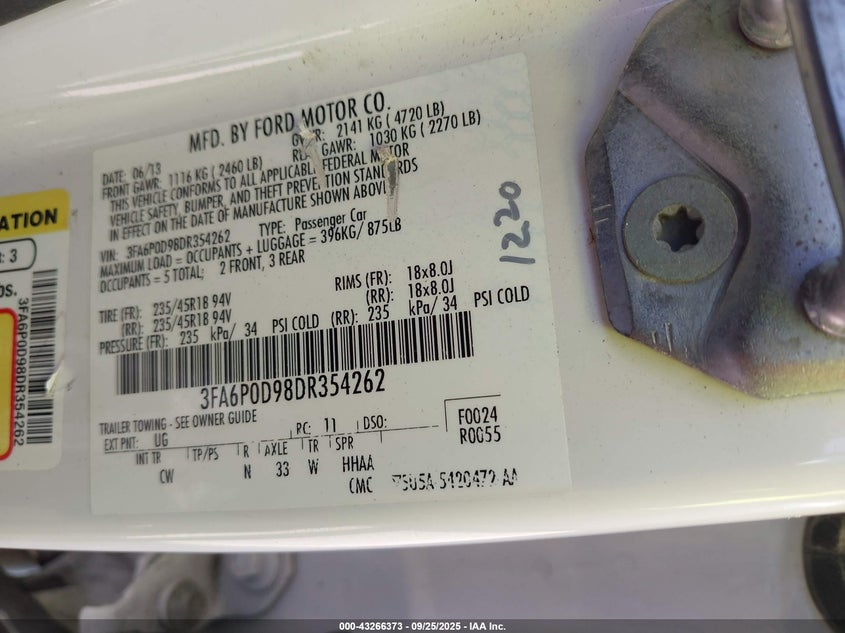 MFD. BY FORD MOTOR CO.
DATE: 06/13 GVWR: 2141 KG ( 4720 LB)
FRONT GAWR: 1116 KG ( 2460 LB) GAWR: 1030 KG ( 2270 LB)
THIS VEHICLE CONFORMS TO ALL APPLICABLE FEDERAL MOTOR
VEHICLE SAFETY, BUMPER, AND THEFT PREVENTION STANDARDS
IN EFFECT ON THE DATE OF MANUFACTURE SHOWN ABOVE
VIN: 3FA6P0D98DR354262 TYPE: Passenger Car
MAXIMUM LOAD = OCCUPANTS + LUGGAGE = 396KG/ 875LB
OCCUPANTS = 5 TOTAL; 2 FRONT, 3 REAR
RIMS (FR): 18x8.0J
TIRE (FR): 235/45R18 94V (RR): 18x8.0J
(RR): 235/45R18 94V
PRESSURE (FR): 235 kPa/ 34 PSI COLD (RR): 235 kPa/ 34 PSI COLD
3FA6P0D98DR354262
TRAILER TOWING - SEE OWNER GUIDE
EXT PNT: UG RC: 11 DSO: F0024
R0055
INT TR TP/PS R AXLE TR SPR
CW N 33 W HHAA
CMC
1220
ATION
: 3
bs.
3FA6P0D98DR354262
000-43266373 - 09/25/2025 - IAA Inc.